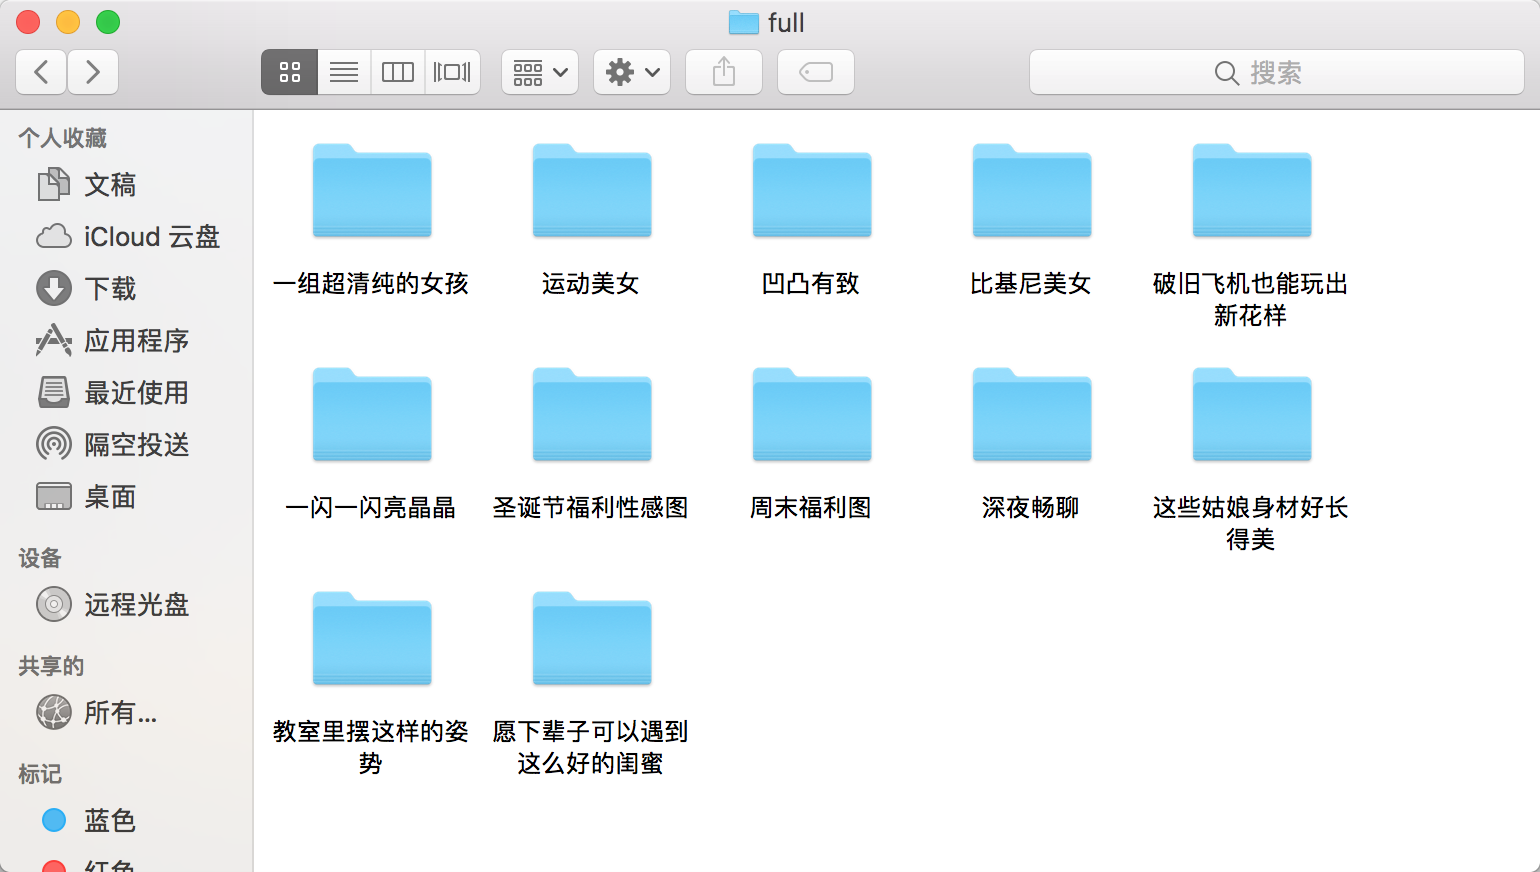 full
搜索
个人收藏
文稿
iCloud 云盘
下载
应用程序
最近使用
隔空投送
桌面
设备
远程光盘
共享的
所有...
标记
蓝色
红色
一组超清纯的女孩
运动美女
凹凸有致
比基尼美女
破旧飞机也能玩出
新花样
一闪一闪亮晶晶
圣诞节福利性感图
周末福利图
深夜畅聊
这些姑娘身材好长
得美
教室里摆这样的姿
势
愿下辈子可以遇到
这么好的闺蜜